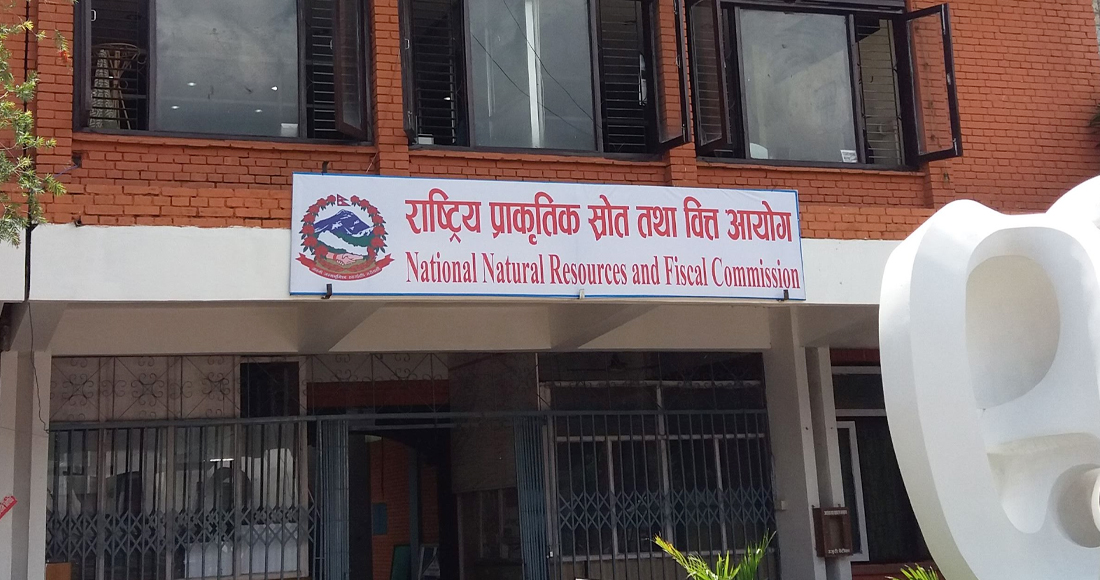 राष्ट्रिय प्राकृतिक स्रोत तथा वित्त आयोग
National Natural Resources and Fiscal Commission